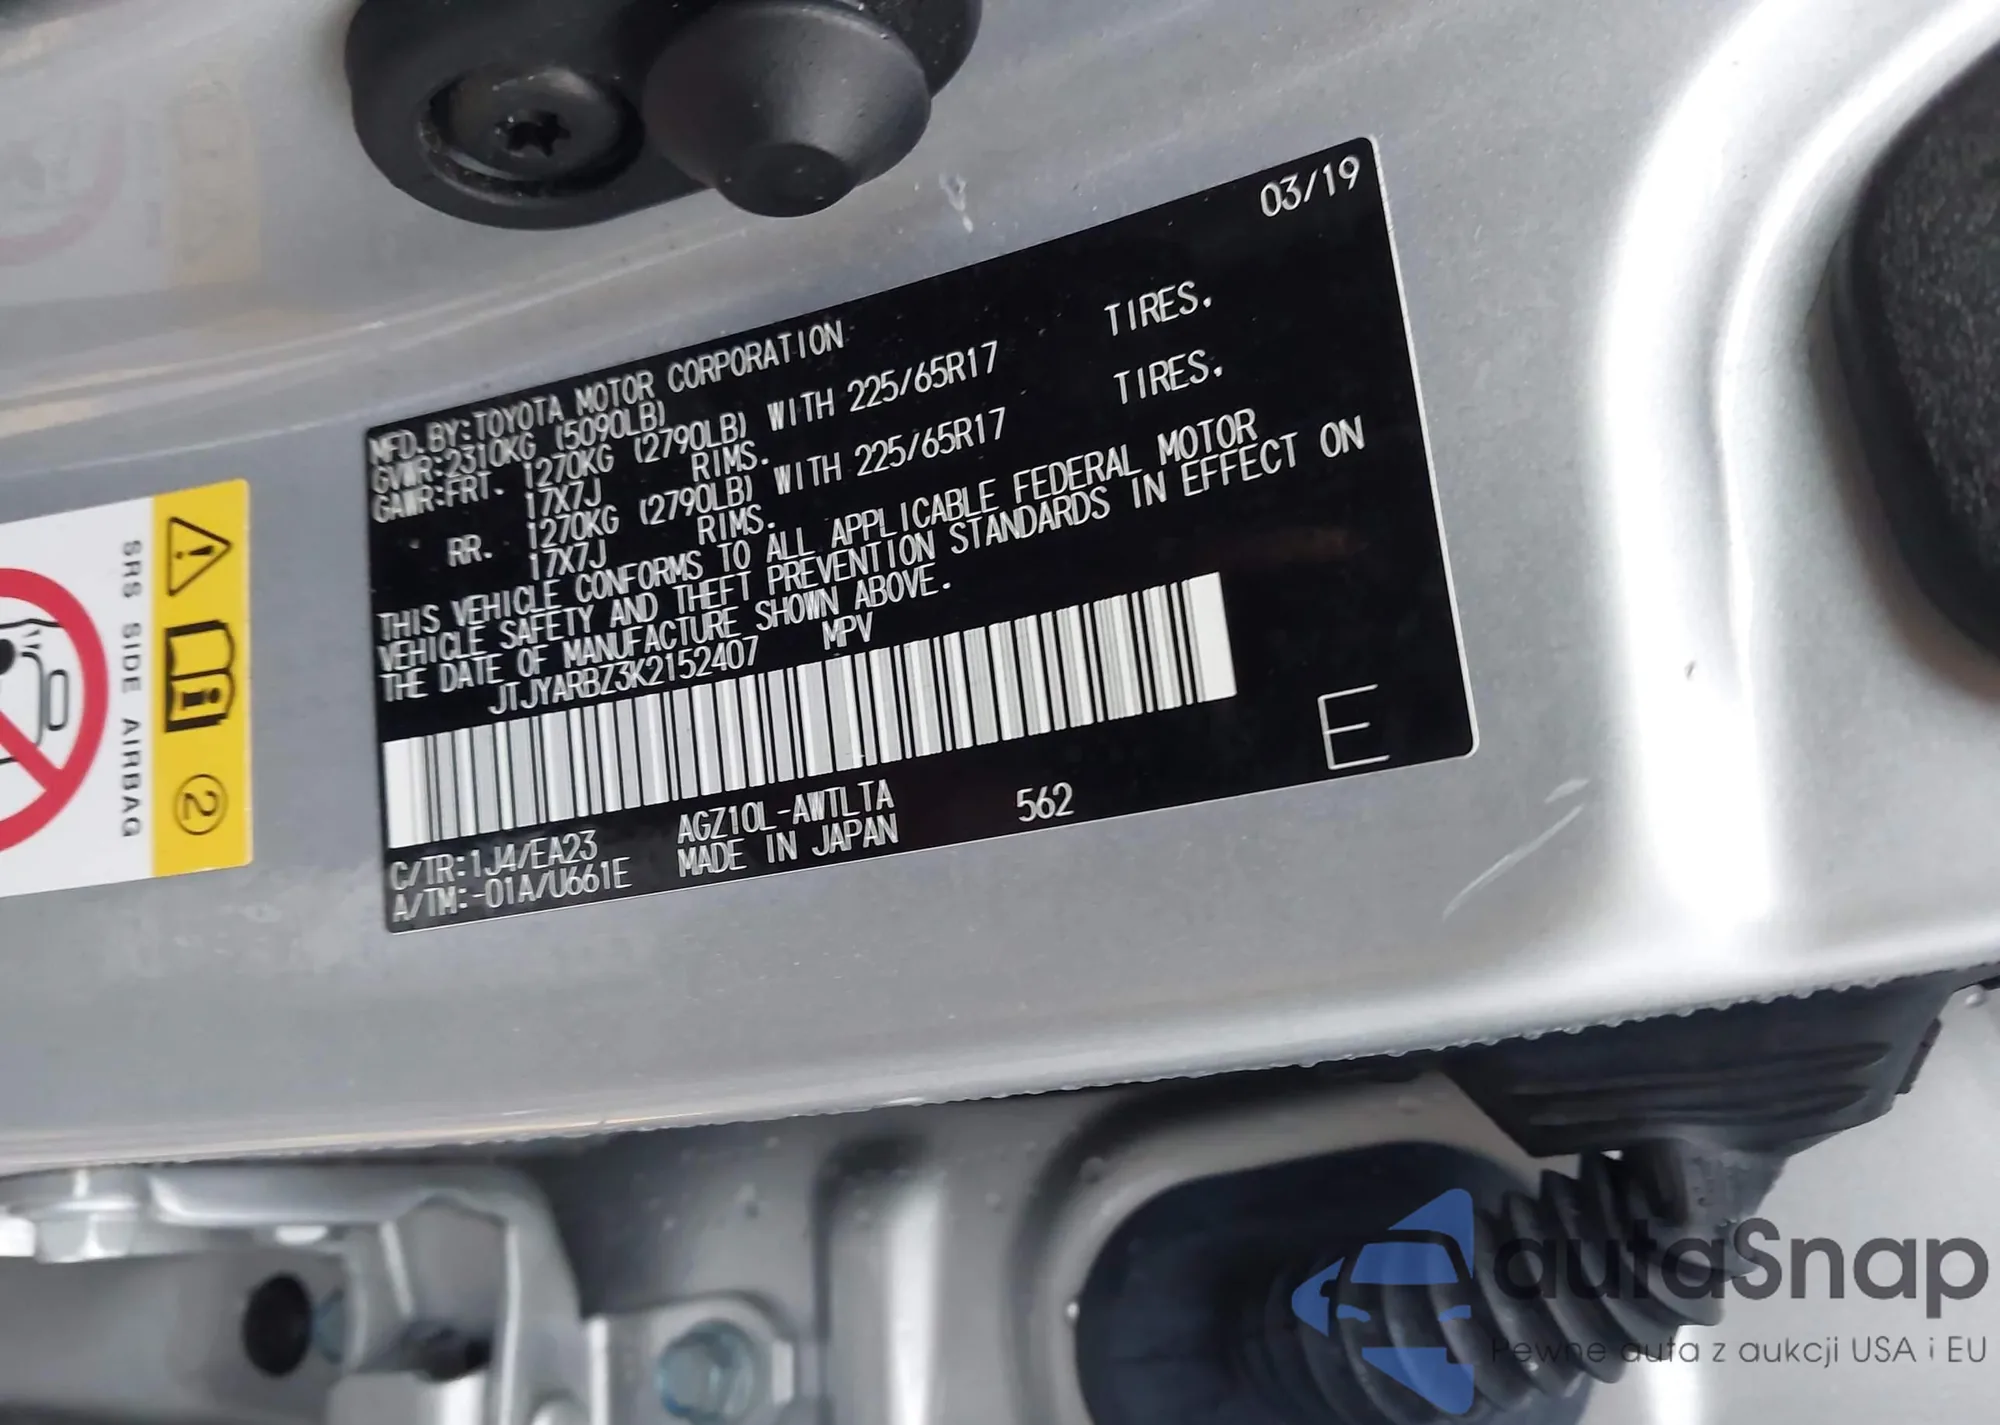 03/19
MFD.BY:TOYOTA MOTOR CORPORATION
GVWR:2310KG (5090LB)
GAWR:FRT. 1270KG (2790LB) WITH 225/65R17 TIRES.
17X7J RIMS.
RR. 1270KG (2790LB) WITH 225/65R17 TIRES.
17X7J RIMS.
THIS VEHICLE CONFORMS TO ALL APPLICABLE FEDERAL MOTOR
VEHICLE SAFETY AND THEFT PREVENTION STANDARDS IN EFFECT ON
THE DATE OF MANUFACTURE SHOWN ABOVE.
JTJYARBZ3K2152407 MPV
E
C/TR:1J4/EA23 AGZ10L-AWTLTA 562
A/TM:-01A/U661E MADE IN JAPAN
SRS SIDE AIRBAG
2
autaSnap
Pewne auta z aukcji USA i EU